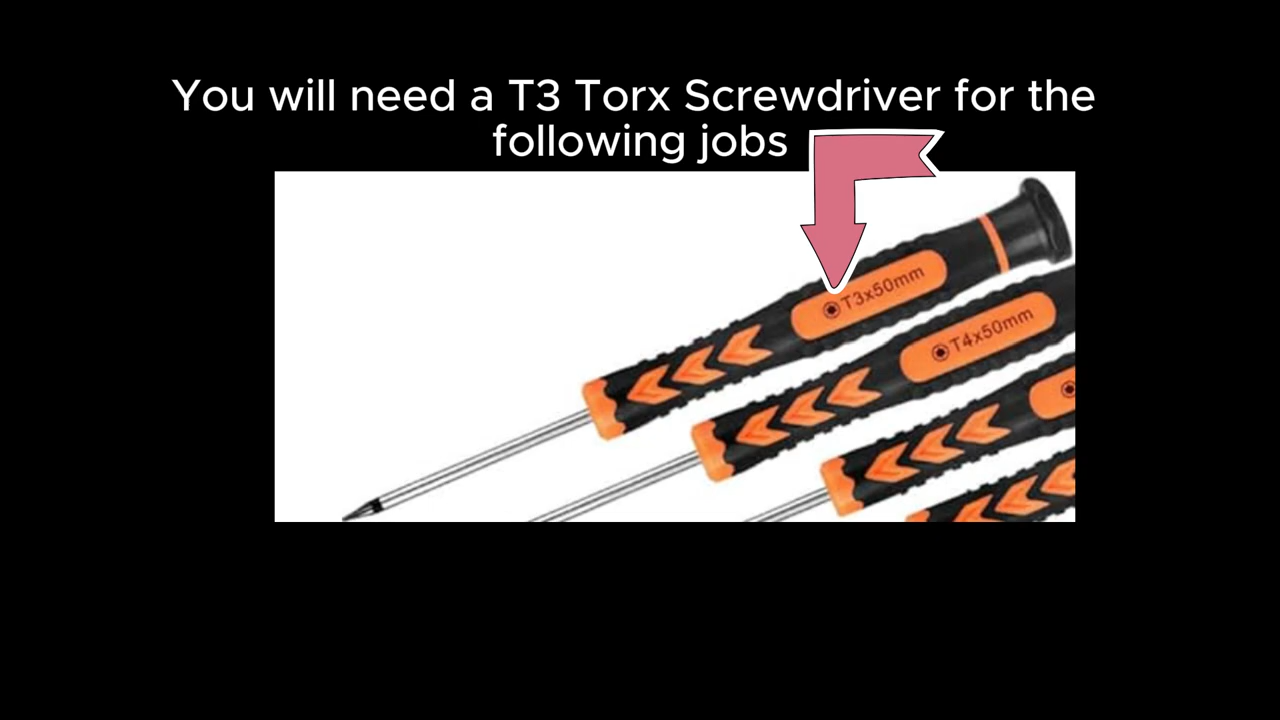 You will need a T3 Torx Screwdriver for the
following jobs
T3x50mm
T4x50mm